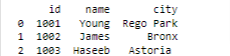 id name city
0 1001 Young Rego Park
1 1002 James Bronx
2 1003 Haseeb Astoria